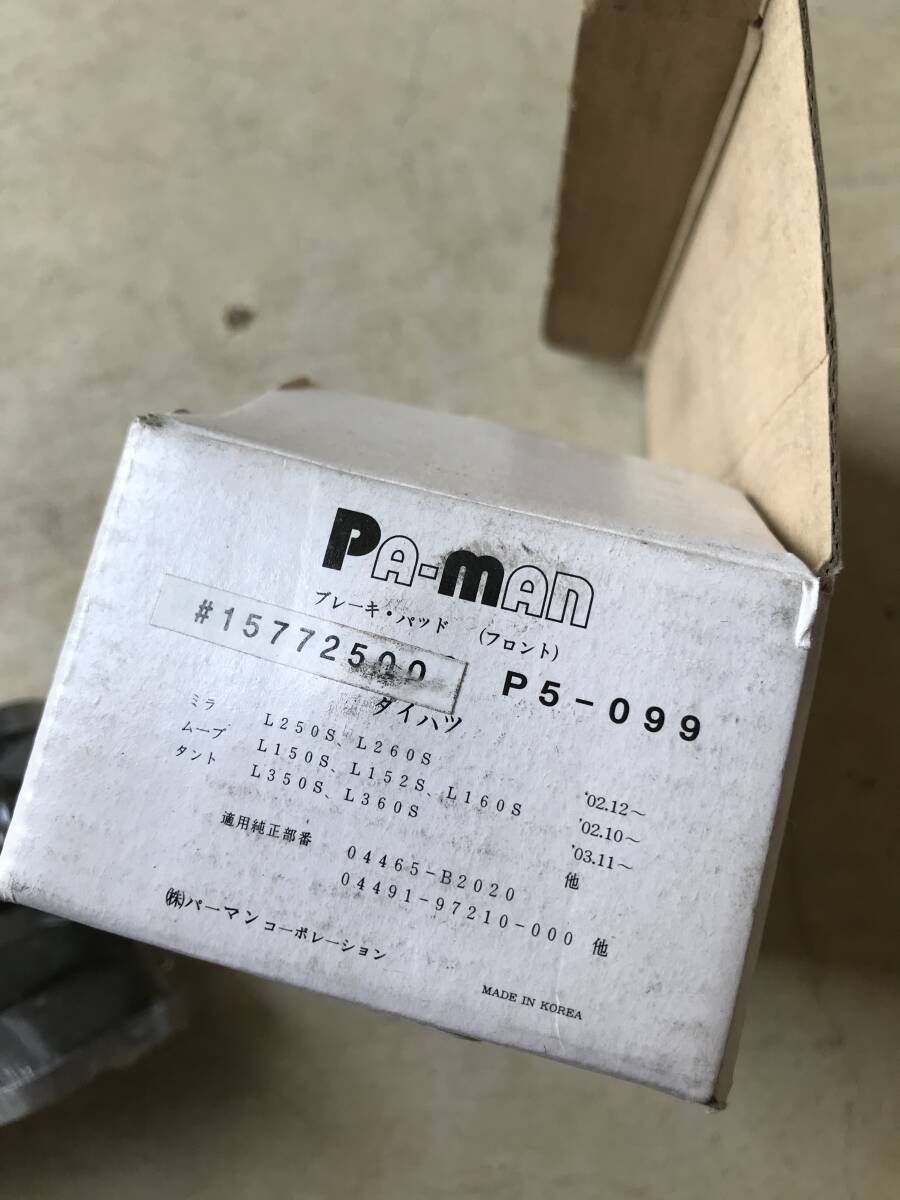 PA-MAN
ブレーキ・パッド (フロント)
#15772500 P5-099
ダイハツ
ミラ L250S、L260S '02.12～
ムーブ L150S、L152S、L160S '02.10～
タント L350S、L360S '03.11～
他
適用純正部番 04465-B2020
04491-97210-000 他
㈱パーマンコーポレーション
MADE IN KOREA